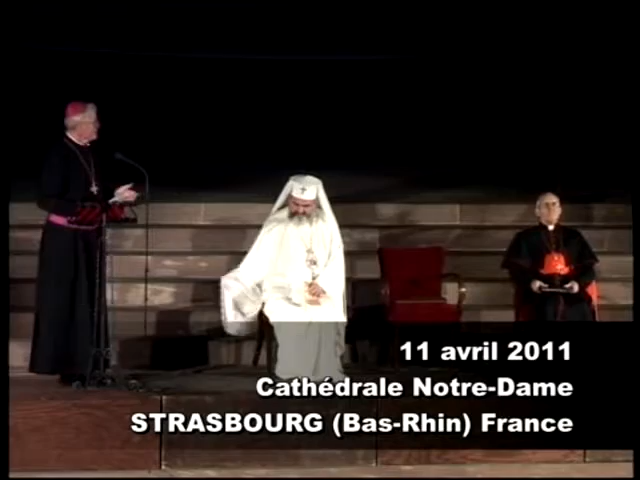 11 avril 2011
Cathédrale Notre-Dame
STRASBOURG (Bas-Rhin) France